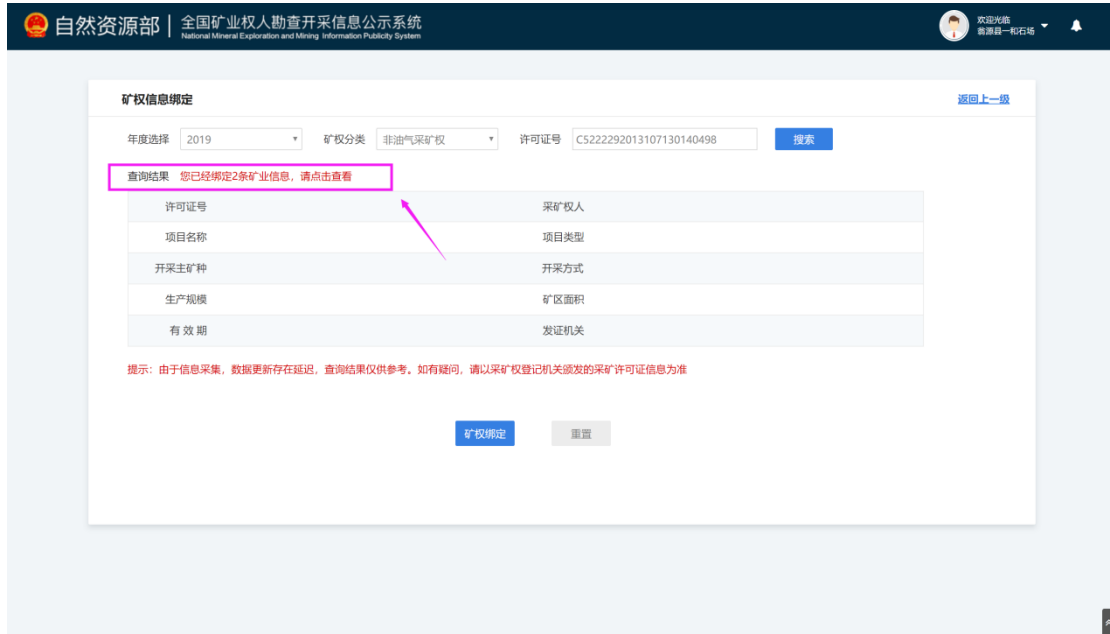 自然资源部 全国矿业权人勘查开采信息公示系统
National Mineral Exploration and Mining Information Publicity System
欢迎光临
翁源县一和石场
矿权信息绑定 返回上一级
年度选择 2019 矿权分类 非油气采矿权 许可证号 C5222292013107130140498 搜索
查询结果 您已经绑定2条矿业信息，请点击查看
许可证号 采矿权人
项目名称 项目类型
开采主矿种 开采方式
生产规模 矿区面积
有 效 期 发证机关
提示：由于信息采集，数据更新存在延迟，查询结果仅供参考。如有疑问，请以采矿权登记机关颁发的采矿许可证信息为准
矿权绑定 重置